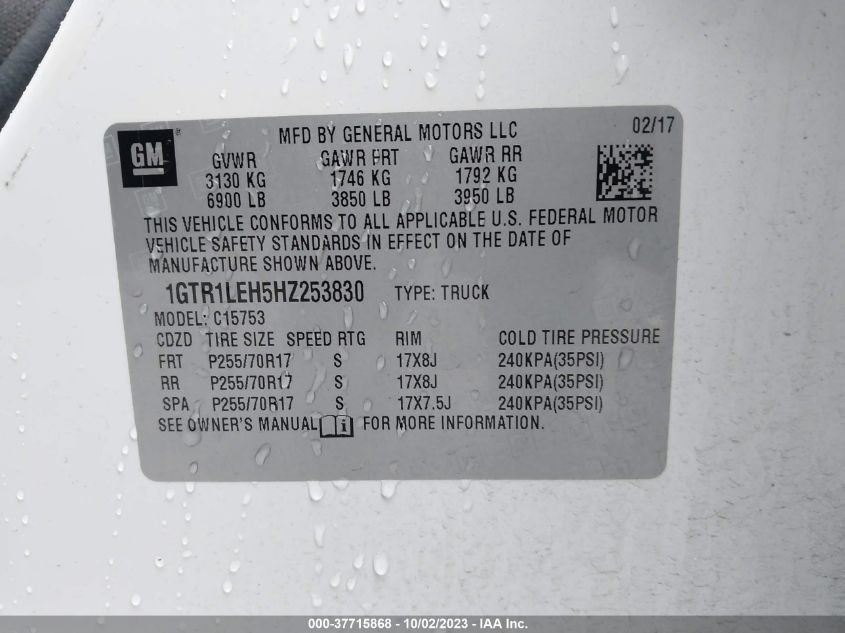 GM ®
MFD BY GENERAL MOTORS LLC 02/17
GVWR GAWR FRT GAWR RR
3130 KG 1746 KG 1792 KG
6900 LB 3850 LB 3950 LB
THIS VEHICLE CONFORMS TO ALL APPLICABLE U.S. FEDERAL MOTOR
VEHICLE SAFETY STANDARDS IN EFFECT ON THE DATE OF
MANUFACTURE SHOWN ABOVE.
1GTR1LEH5HZ253830 TYPE: TRUCK
MODEL: C15753
CDZD TIRE SIZE SPEED RTG RIM COLD TIRE PRESSURE
FRT P255/70R17 S 17X8J 240KPA(35PSI)
RR P255/70R17 S 17X8J 240KPA(35PSI)
SPA P255/70R17 S 17X7.5J 240KPA(35PSI)
SEE OWNER'S MANUAL i FOR MORE INFORMATION.
000-37715868 - 10/02/2023 - IAA Inc.